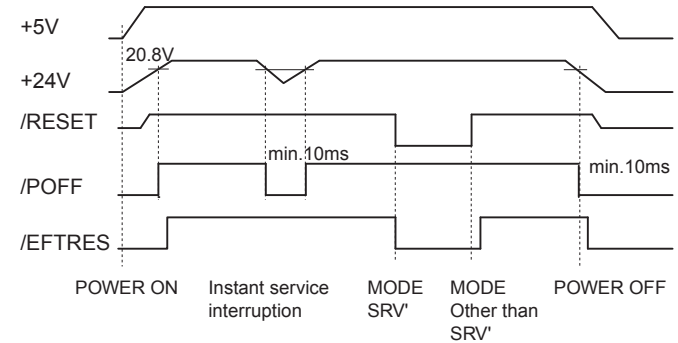 +5V
20.8V
+24V
/RESET
min.10ms
min.10ms
/POFF
/EFTRES
POWER ON
Instant service
interruption
MODE
SRV'
MODE
Other than
SRV'
POWER OFF